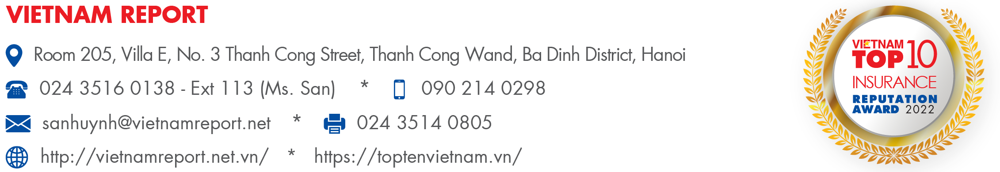 VIETNAM REPORT
Room 205, Villa E, No. 3 Thanh Cong Street, Thanh Cong Wand, Ba Dinh District, Hanoi
024 3516 0138 - Ext 113 (Ms. San) * 090 214 0298
sanhuynh@vietnamreport.net * 024 3514 0805
http://vietnamreport.net.vn/ * https://toptenvietnam.vn/
VIETNAM
TOP 10
INSURANCE
REPUTATION
AWARD 2022